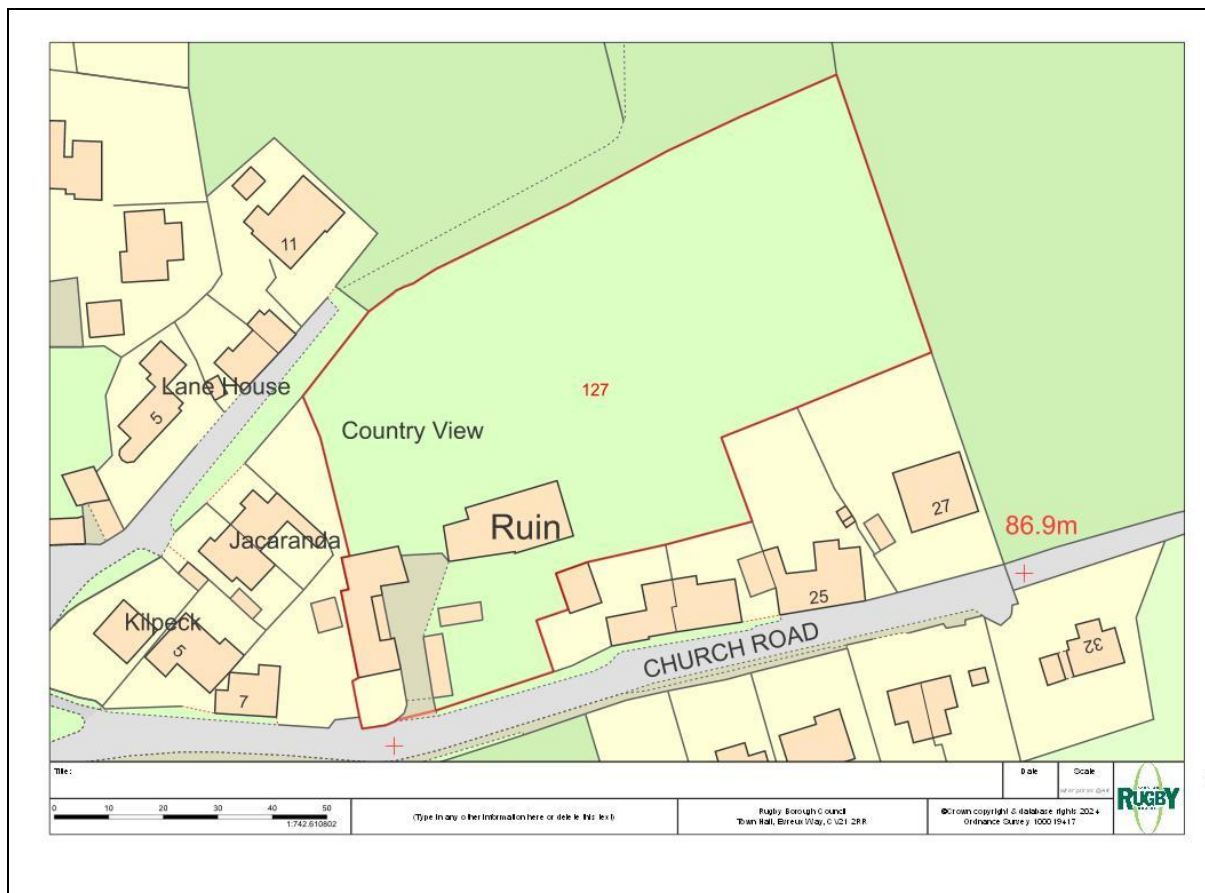 11
127
Lane House
5
Country View
Ruin
27
86.9m
Jacaranda
25
Kilpeck
5
CHURCH ROAD
32
7
Title:
Date
Scale
0 10 20 30 40 50
1:742.610802
(Type in any other information here or delete this text)
Rugby Borough Council
Town Hall, Evreux Way, CV21 2RR
©Crown copyright & database rights 2024
Ordnance Survey 100019417
RUGBY